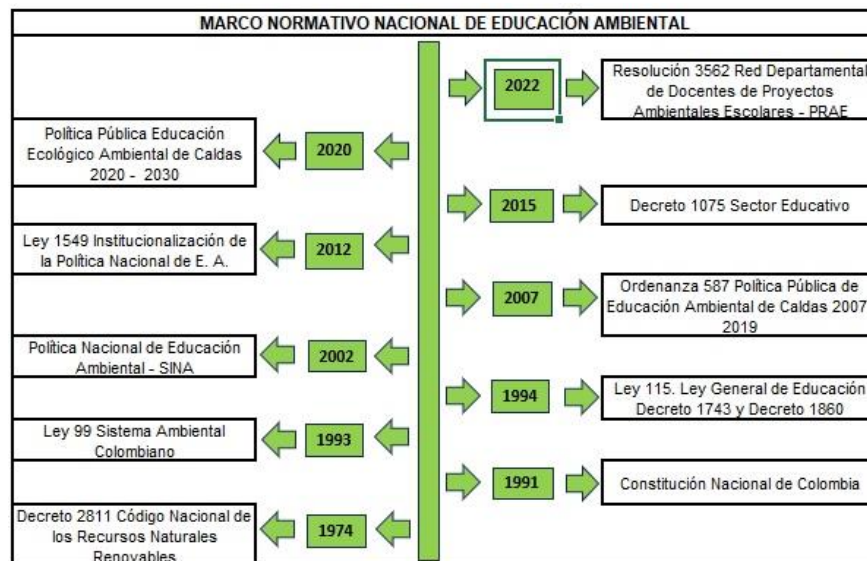 MARCO NORMATIVO NACIONAL DE EDUCACIÓN AMBIENTAL
2022
Resolución 3562 Red Departamental
de Docentes de Proyectos
Ambientales Escolares - PRAE
Política Pública Educación
Ecológico Ambiental de Caldas
2020 - 2030
2020
2015
Decreto 1075 Sector Educativo
Ley 1549 Institucionalización de
la Política Nacional de E. A.
2012
2007
Ordenanza 587 Política Pública de
Educación Ambiental de Caldas 2007
2019
Política Nacional de Educación
Ambiental - SINA
2002
1994
Ley 115. Ley General de Educación
Decreto 1743 y Decreto 1860
Ley 99 Sistema Ambiental
Colombiano
1993
1991
Constitución Nacional de Colombia
Decreto 2811 Código Nacional de
los Recursos Naturales
Renovables
1974